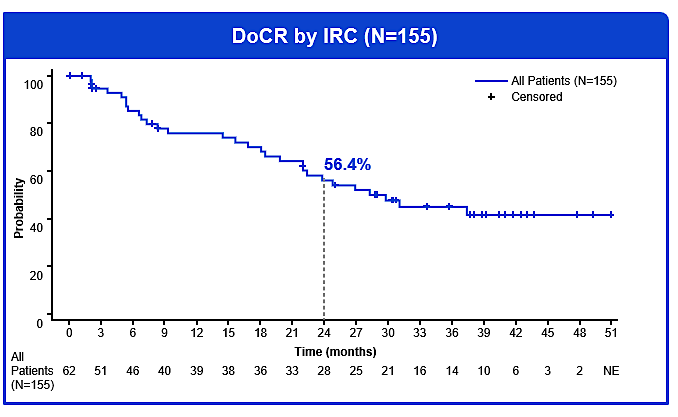 DoCR by IRC (N=155)
All Patients (N=155)
Censored
100
80
60
40
20
0
Probability
56.4%
0 3 6 9 12 15 18 21 24 27 30 33 36 39 42 45 48 51
Time (months)
All
Patients 62 51 46 40 39 38 36 33 28 25 21 16 14 10 6 3 2 NE
(N=155)